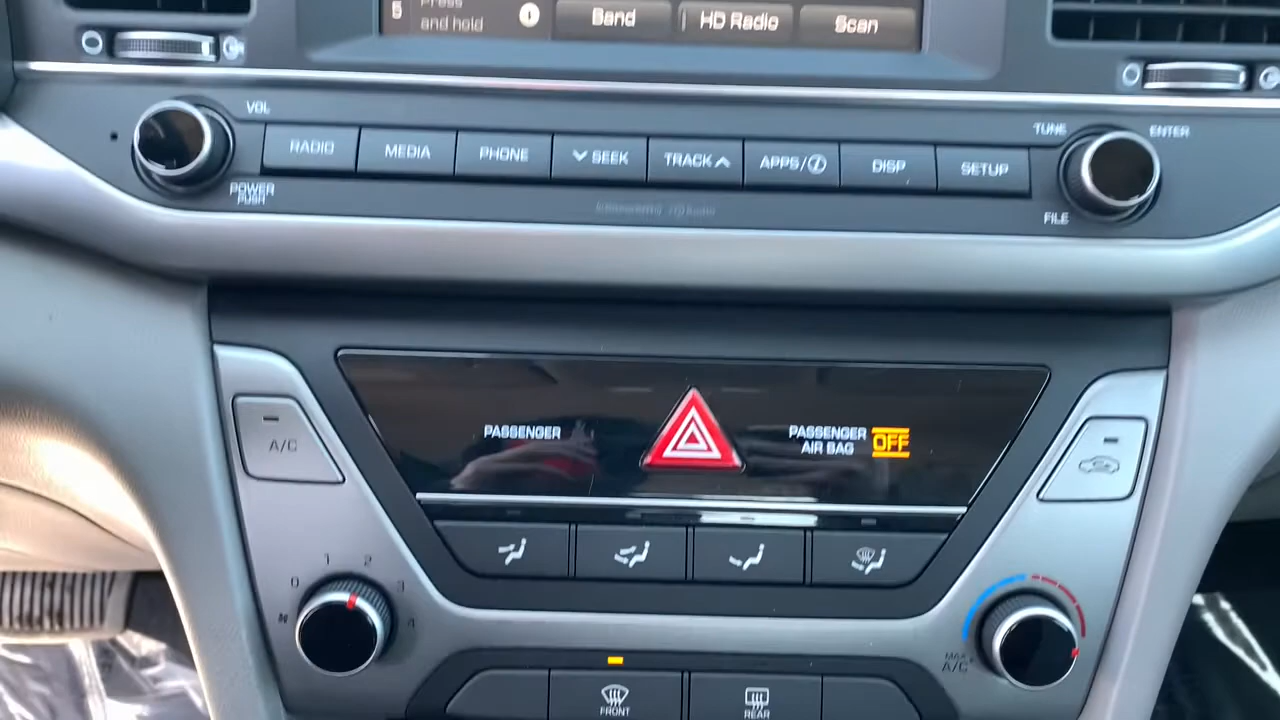 5
Press
and hold
Band
HD Radio
Scan
VOL
RADIO
MEDIA
PHONE
SEEK
TRACK
APPS/i
DISP
SETUP
TUNE
ENTER
POWER
PUSH
FILE
PASSENGER
PASSENGER
AIR BAG
OFF
A/C
0
1
2
3
4
MAX
A/C
FRONT
REAR